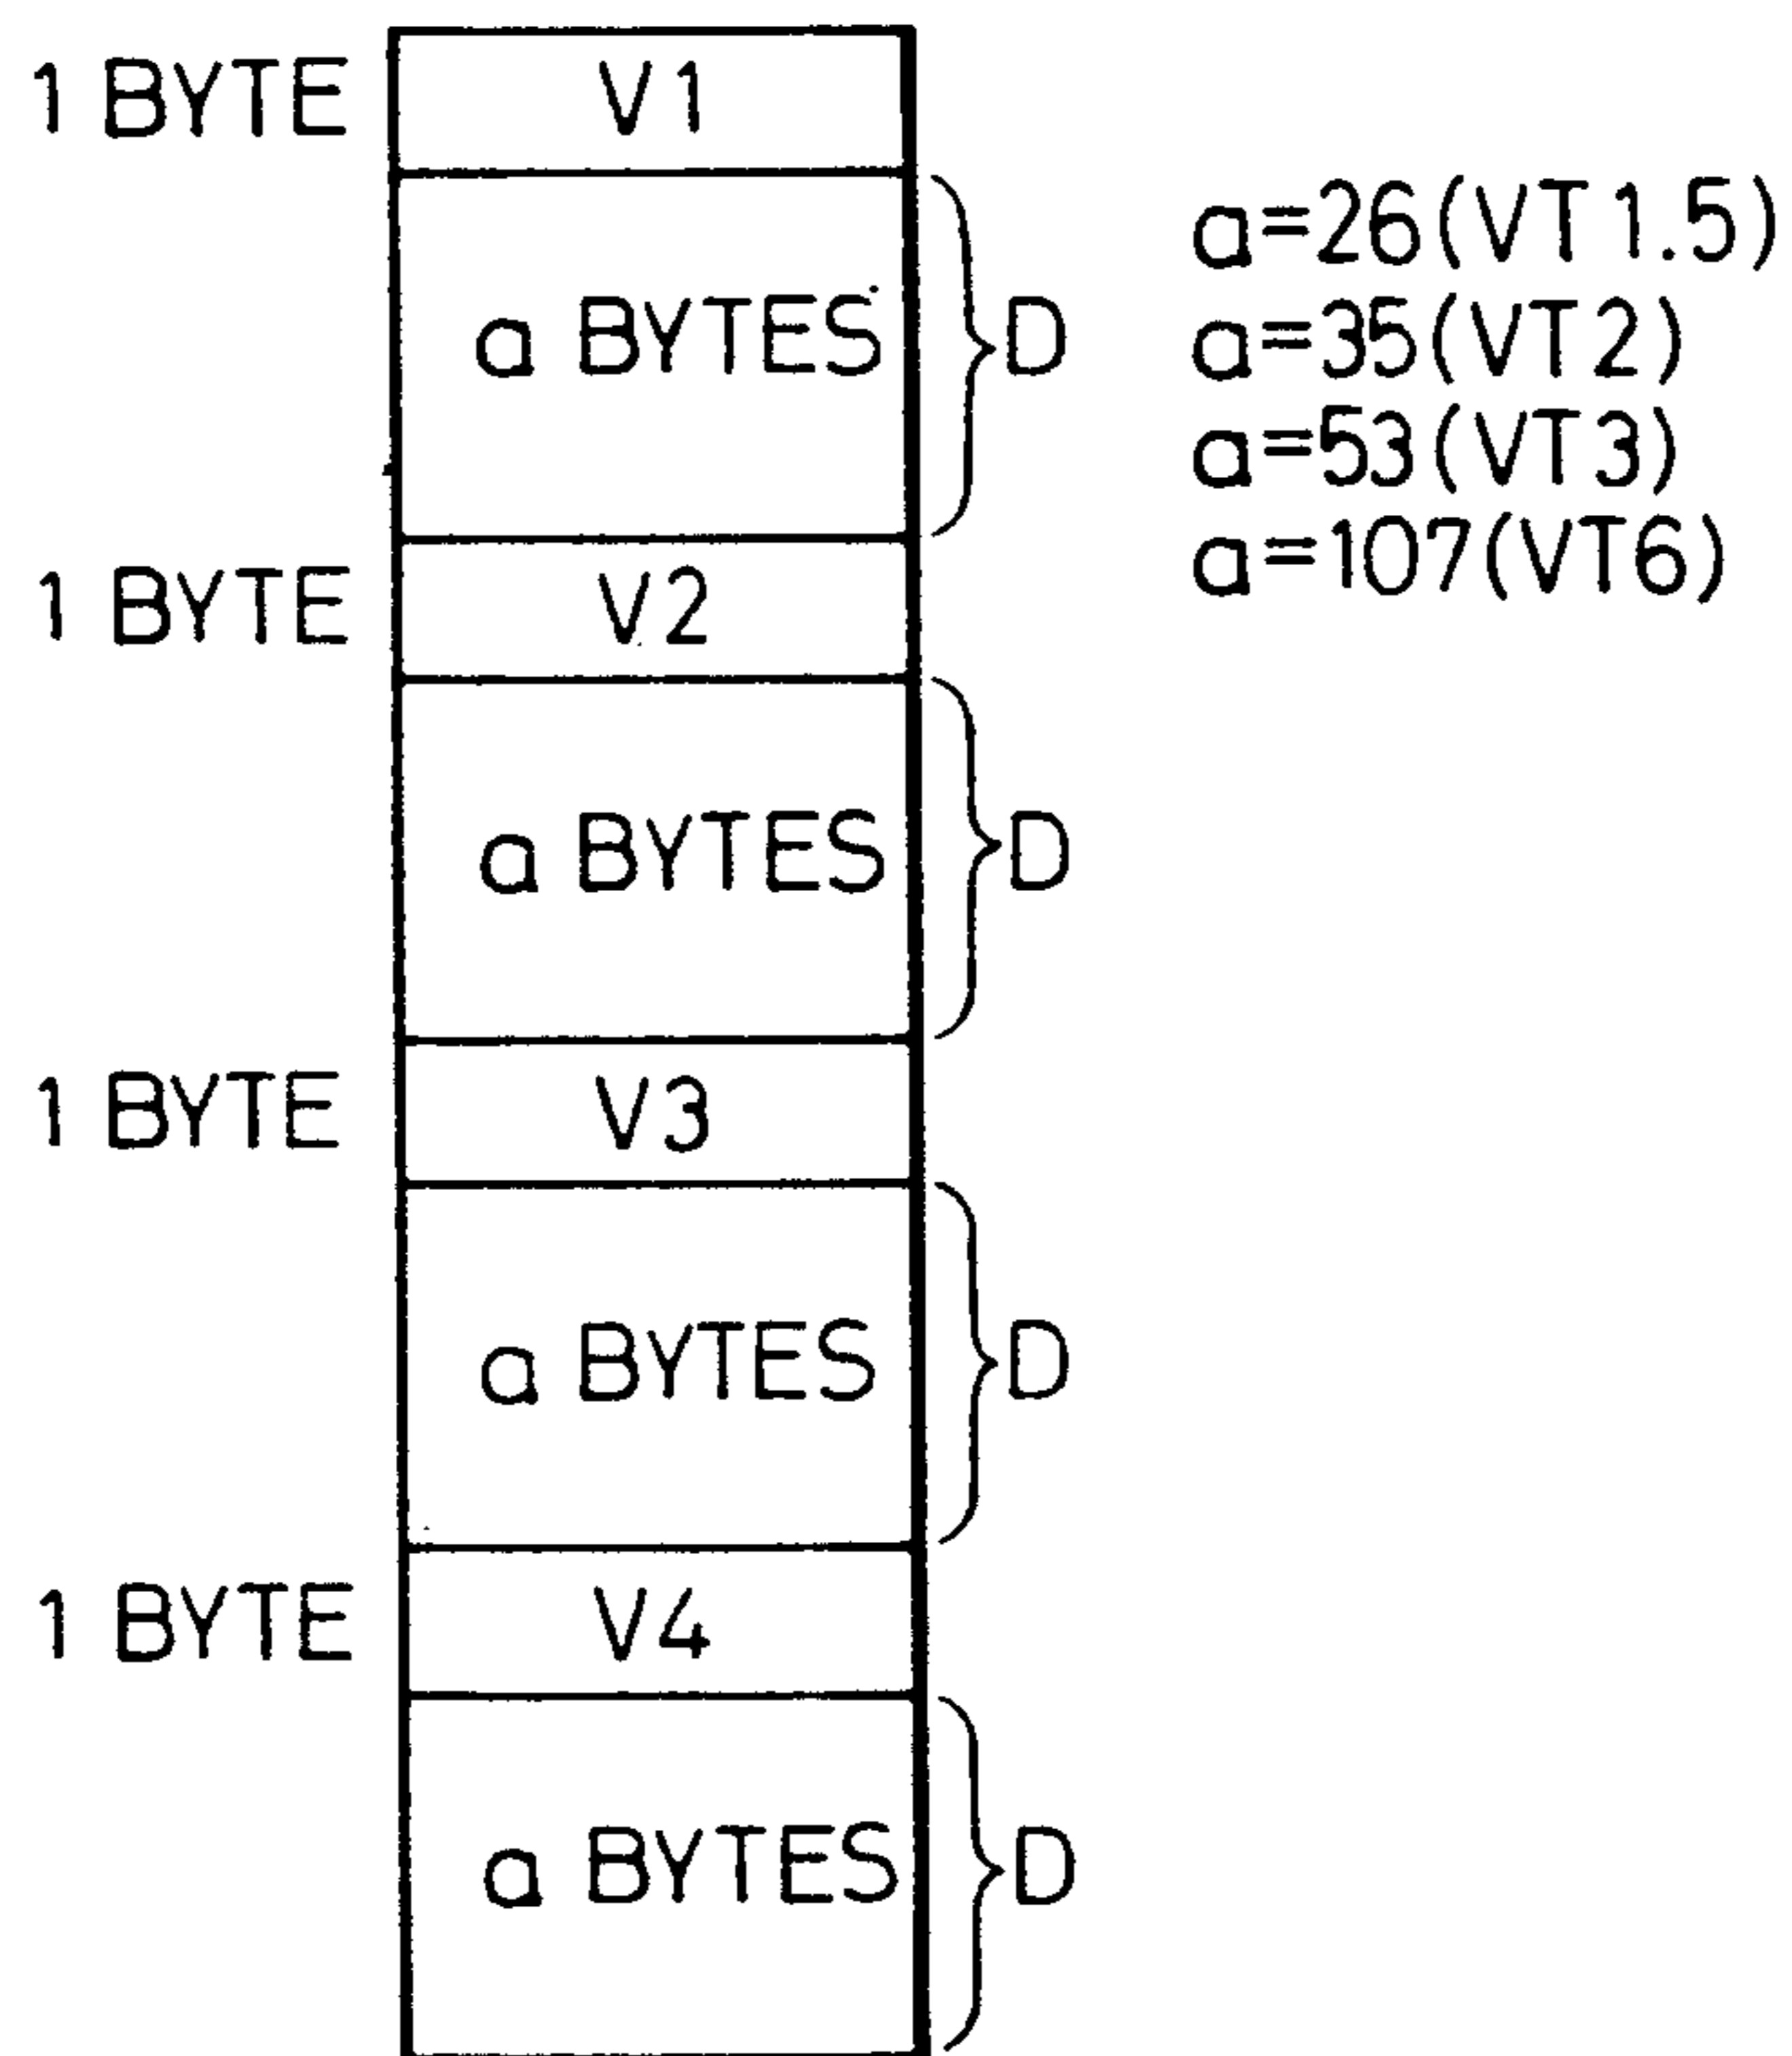 1 BYTE V1
a BYTES D
a=26(VT1.5)
a=35(VT2)
a=53(VT3)
a=107(VT6)
1 BYTE V2
a BYTES D
1 BYTE V3
a BYTES D
1 BYTE V4
a BYTES D